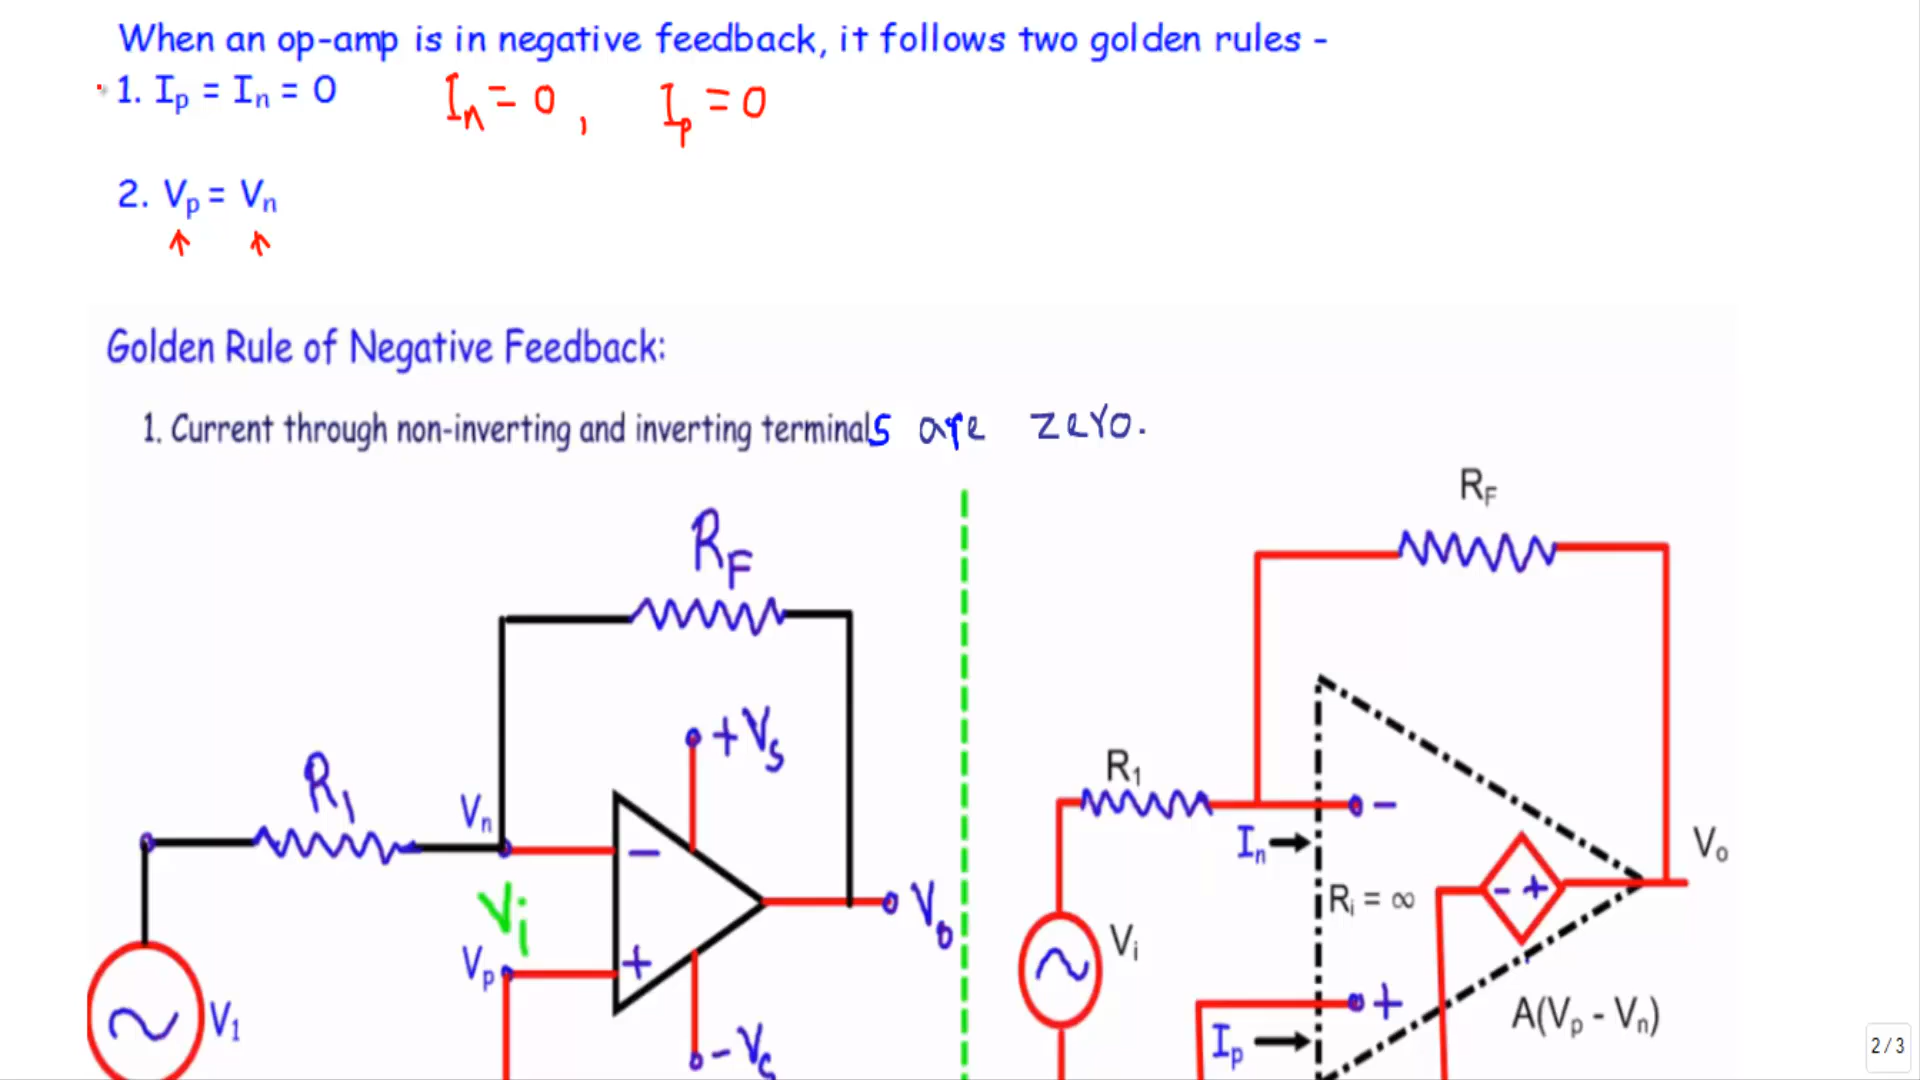 When an op-amp is in negative feedback, it follows two golden rules -
1. Ip = In = 0 In = 0, Ip = 0
2. Vp = Vn
Golden Rule of Negative Feedback:
1. Current through non-inverting and inverting terminals are zero.
RF
RF
+Vs
R1
R1
Vn
−
In
Vo
Ri = ∞
- +
Vi
Vo
Vp
+
Vi
+
V1
A(Vp - Vn)
Ip
2 / 3